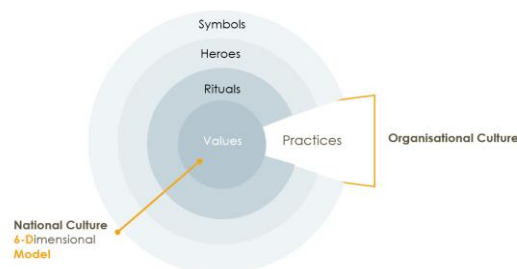 Symbols
Heroes
Rituals
Values
Practices
Organisational Culture
National Culture
6-Dimensional
Model